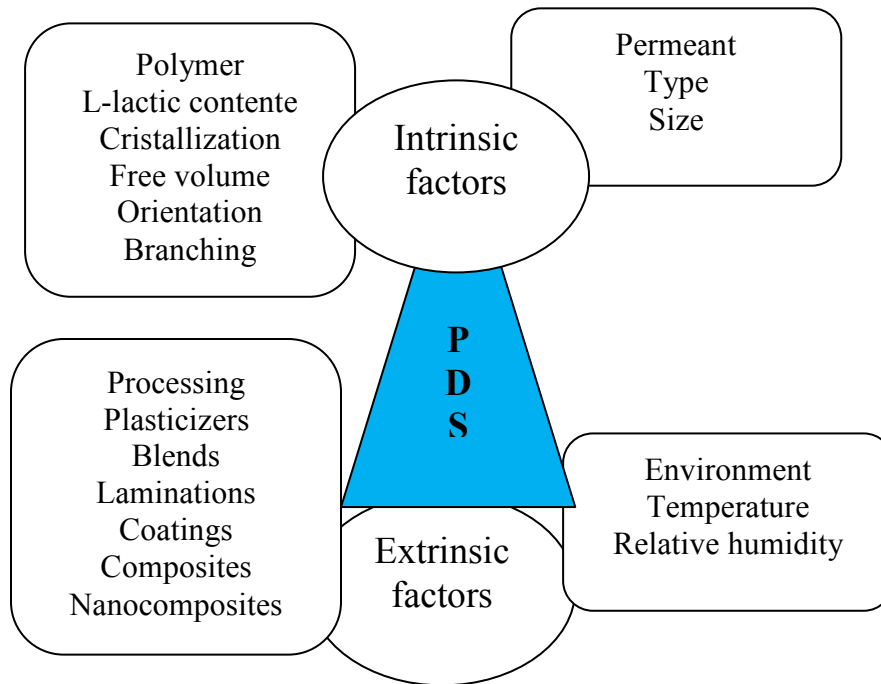 Polymer
L-lactic contente
Cristallization
Free volume
Orientation
Branching
Intrinsic
factors
Permeant
Type
Size
P
D
S
Processing
Plasticizers
Blends
Laminations
Coatings
Composites
Nanocomposites
Extrinsic
factors
Environment
Temperature
Relative humidity